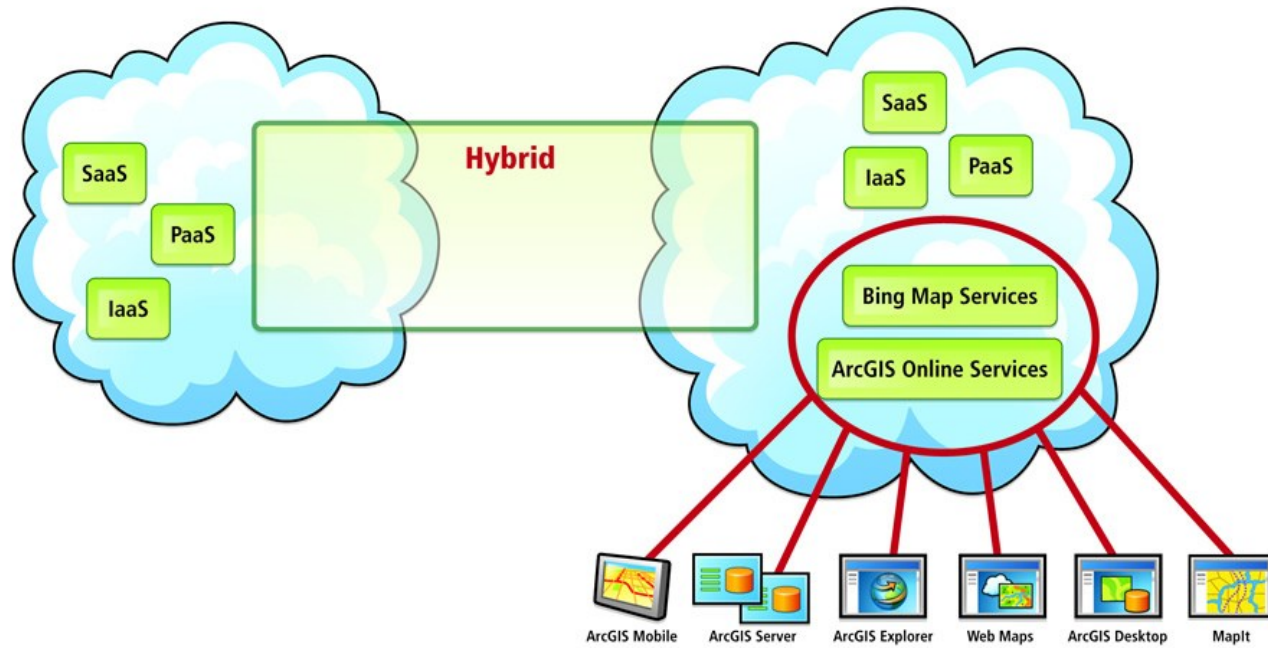 SaaS
PaaS
IaaS
Hybrid
SaaS
IaaS
PaaS
Bing Map Services
ArcGIS Online Services
ArcGIS Mobile
ArcGIS Server
ArcGIS Explorer
Web Maps
ArcGIS Desktop
MapIt